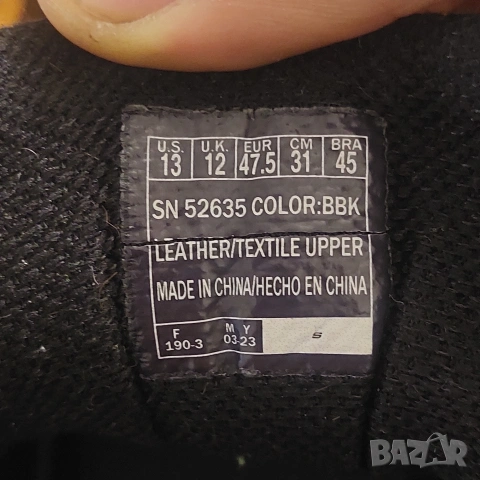 U.S. U.K. EUR CM BRA
13 12 47.5 31 45
SN 52635 COLOR:BBK
LEATHER/TEXTILE UPPER
MADE IN CHINA/HECHO EN CHINA
F M Y
190-3 03-23 S
BAZAR